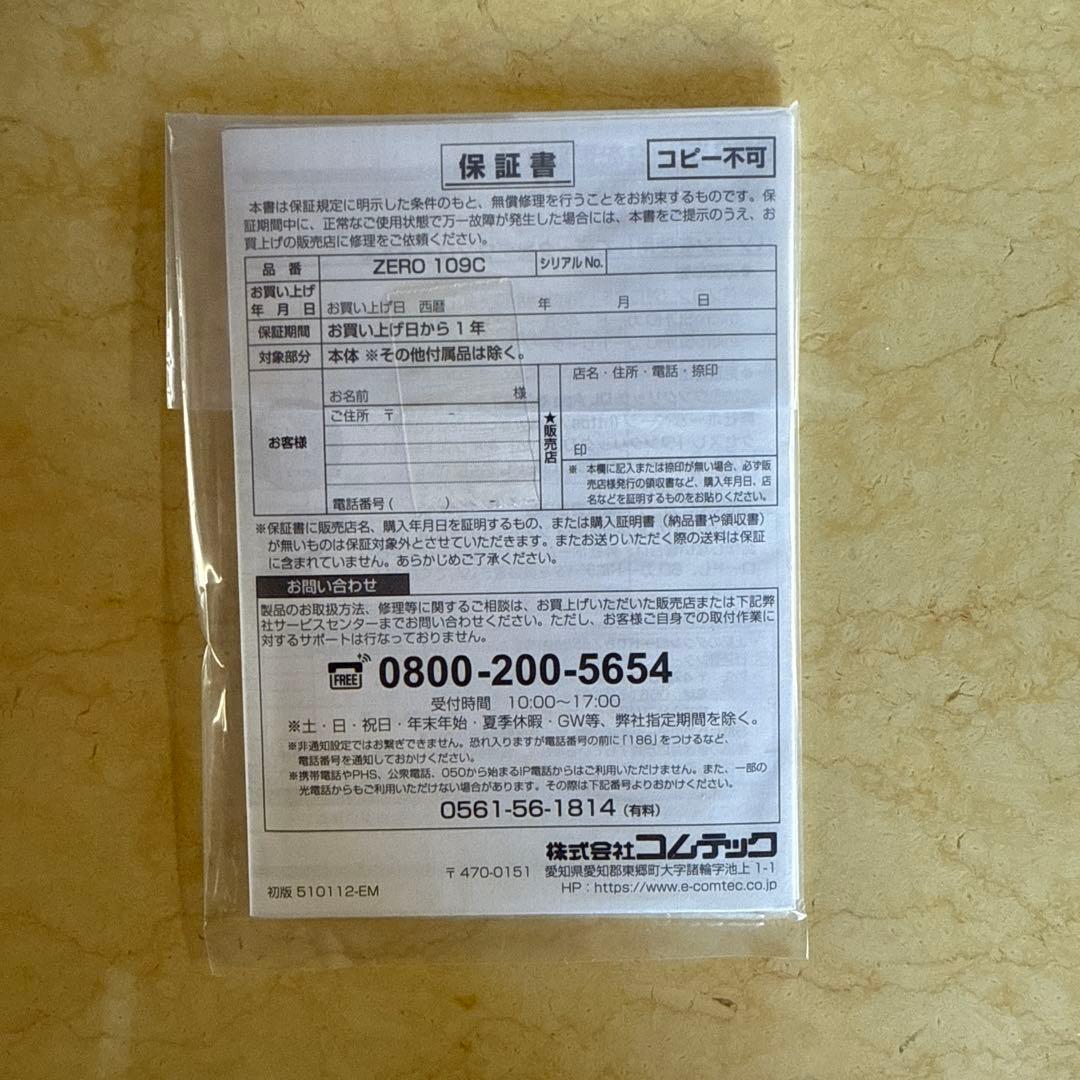 保証書
コピー不可
本書は保証規定に明示した条件のもと、無償修理を行うことをお約束するものです。保
証期間中に、正常なご使用状態で万一故障が発生した場合には、本書をご提示のうえ、お
買上げの販売店に修理をご依頼ください。
品番 ZERO 109C シリアルNo.
お買い上げ
年 月 日 お買い上げ日 西暦 年 月 日
保証期間 お買い上げ日から1年
対象部分 本体 ※その他付属品は除く。
お客様
お名前 様
ご住所 〒 －
電話番号( ) －
★販売店
店名・住所・電話・捺印
印
※ 本欄に記入または捺印が無い場合、必ず販
売店様発行の領収書など、購入年月日、店
名などを証明するものをお貼りください。
※保証書に販売店名、購入年月日を証明するもの、または購入証明書（納品書や領収書）
が無いものは保証対象外とさせていただきます。またお送りいただく際の送料は保証
に含まれていません。あらかじめご了承ください。
お問い合わせ
製品のお取扱方法、修理等に関するご相談は、お買上げいただいた販売店または下記弊
社サービスセンターまでお問い合わせください。ただし、お客様ご自身での取付作業に
対するサポートは行なっておりません。
FREE 0800-200-5654
受付時間 10:00～17:00
※土・日・祝日・年末年始・夏季休暇・GW等、弊社指定期間を除く。
※非通知設定ではお繋ぎできません。恐れ入りますが電話番号の前に「186」をつけるなど、
電話番号を通知しておかけください。
※携帯電話やPHS、公衆電話、050から始まるIP電話からはご利用いただけません。また、一部の
光電話からもご利用いただけない場合があります。その際は下記番号よりおかけください。
0561-56-1814（有料）
株式会社コムテック
〒470-0151 愛知県愛知郡東郷町大字諸輪字池上 1-1
初版 510112-EM
HP：https://www.e-comtec.co.jp